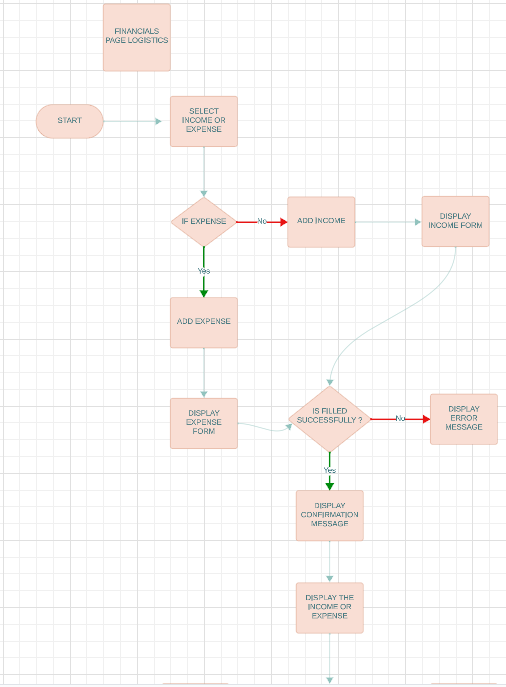 FINANCIALS
PAGE LOGISTICS
START
SELECT
INCOME OR
EXPENSE
IF EXPENSE
No
ADD INCOME
DISPLAY
INCOME FORM
Yes
ADD EXPENSE
DISPLAY
EXPENSE
FORM
IS FILLED
SUCCESSFULLY ?
No
DISPLAY
ERROR
MESSAGE
Yes
DISPLAY
CONFIRMATION
MESSAGE
DISPLAY THE
INCOME OR
EXPENSE